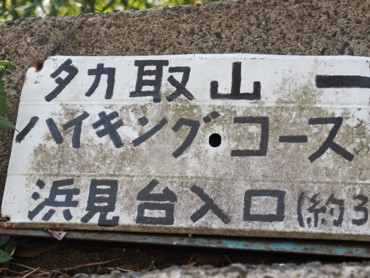 タカ取山一
ハイキング・コース
浜見台入口(約3